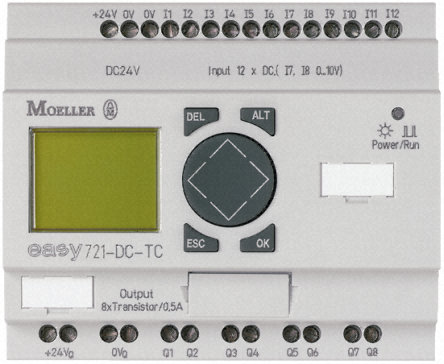 +24V 0V 0V I1 I2 I3 I4 I5 I6 I7 I8 I9 I10 I11 I12
DC24V Input 12 x DC,( I7, I8 0...10V)
MOELLER
DEL ALT
Power/Run
easy 721-DC-TC
ESC OK
Output
8xTransistor/0,5A
+24VQ 0VQ Q1 Q2 Q3 Q4 Q5 Q6 Q7 Q8